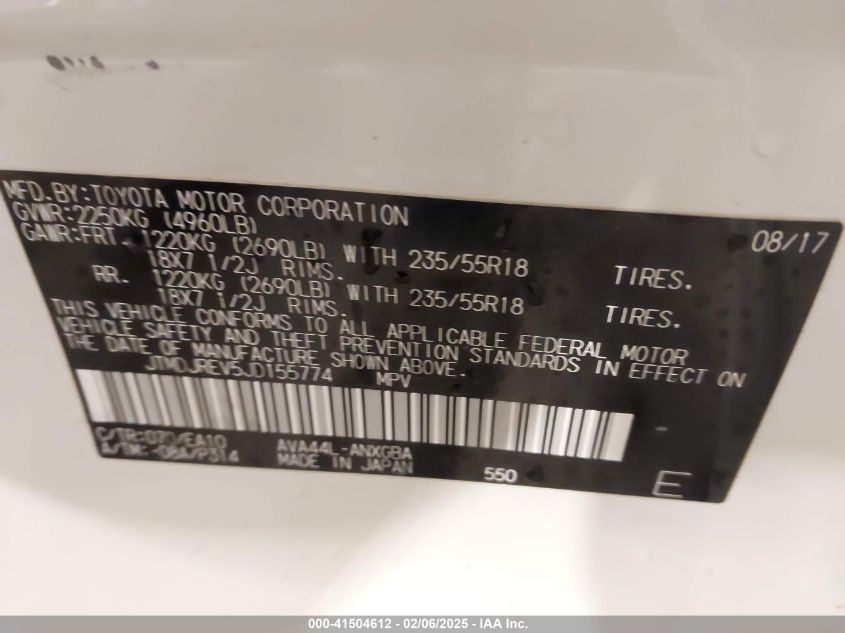 MFD.BY:TOYOTA MOTOR CORPORATION 08/17
GVWR:2250KG (4960LB)
GAWR:FRT. 1220KG (2690LB) WITH 235/55R18 TIRES.
18X7 1/2J RIMS.
RR. 1220KG (2690LB) WITH 235/55R18 TIRES.
18X7 1/2J RIMS.
THIS VEHICLE CONFORMS TO ALL APPLICABLE FEDERAL MOTOR
VEHICLE SAFETY AND THEFT PREVENTION STANDARDS IN EFFECT ON
THE DATE OF MANUFACTURE SHOWN ABOVE.
JTMDJREV5JD155774 MPV
C/TR:070/EA10 AVA44L-ANXGBA
A/TM:-08A/P314 MADE IN JAPAN 550 E
000-41504612 - 02/06/2025 - IAA Inc.